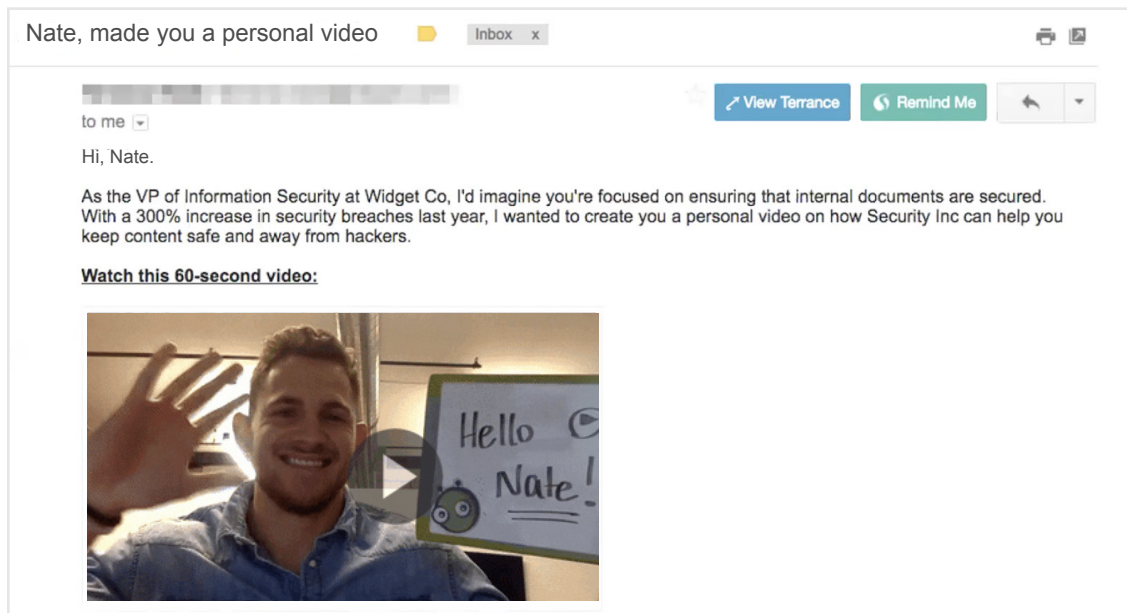 Nate, made you a personal video
Inbox x
View Terrance
Remind Me
to me
Hi, Nate.
As the VP of Information Security at Widget Co, I'd imagine you're focused on ensuring that internal documents are secured.
With a 300% increase in security breaches last year, I wanted to create you a personal video on how Security Inc can help you
keep content safe and away from hackers.
Watch this 60-second video:
Hello
Nate!